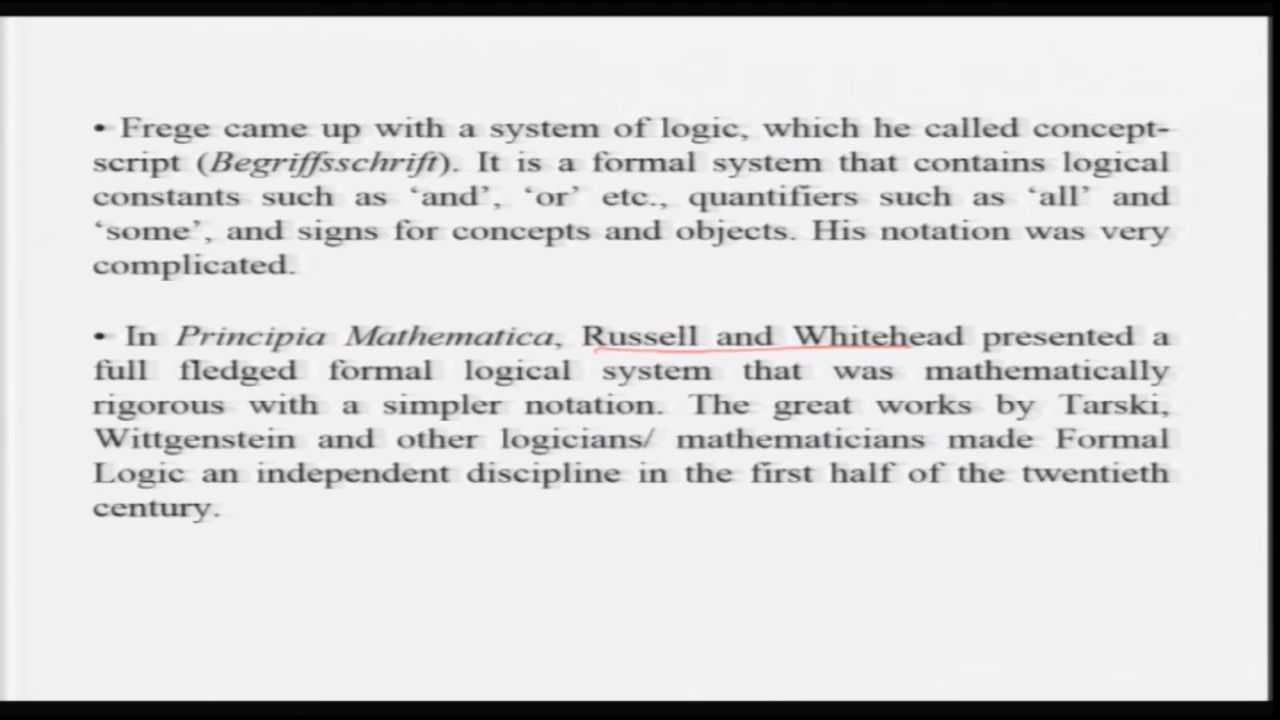 • Frege came up with a system of logic, which he called concept-
script (Begriffsschrift). It is a formal system that contains logical
constants such as ‘and’, ‘or’ etc., quantifiers such as ‘all’ and
‘some’, and signs for concepts and objects. His notation was very
complicated.
• In Principia Mathematica, Russell and Whitehead presented a
full fledged formal logical system that was mathematically
rigorous with a simpler notation. The great works by Tarski,
Wittgenstein and other logicians/ mathematicians made Formal
Logic an independent discipline in the first half of the twentieth
century.